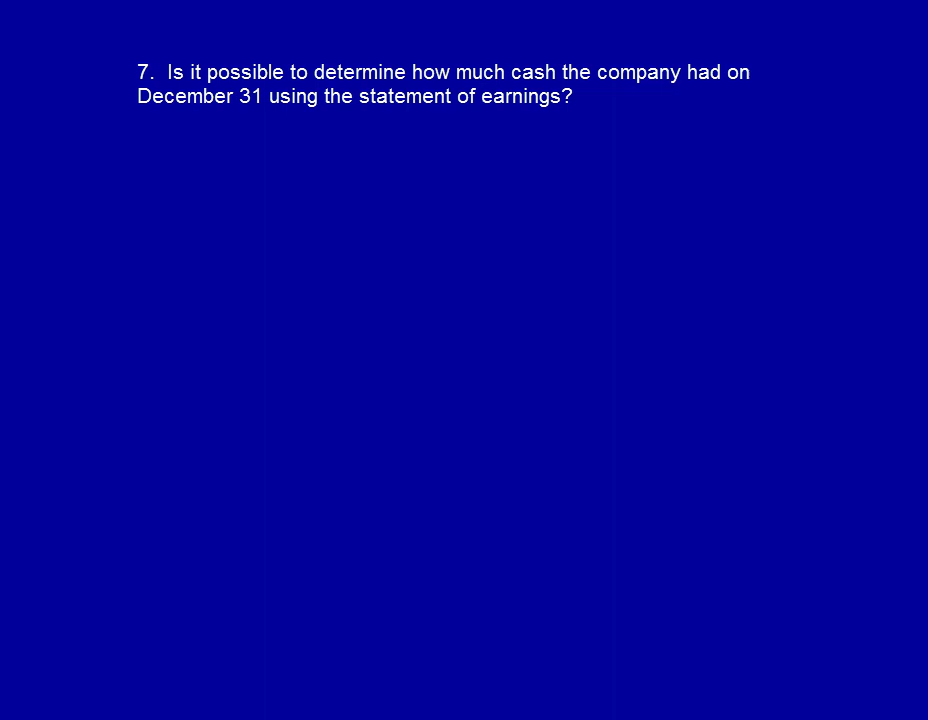 7.  Is it possible to determine how much cash the company had on
December 31 using the statement of earnings?